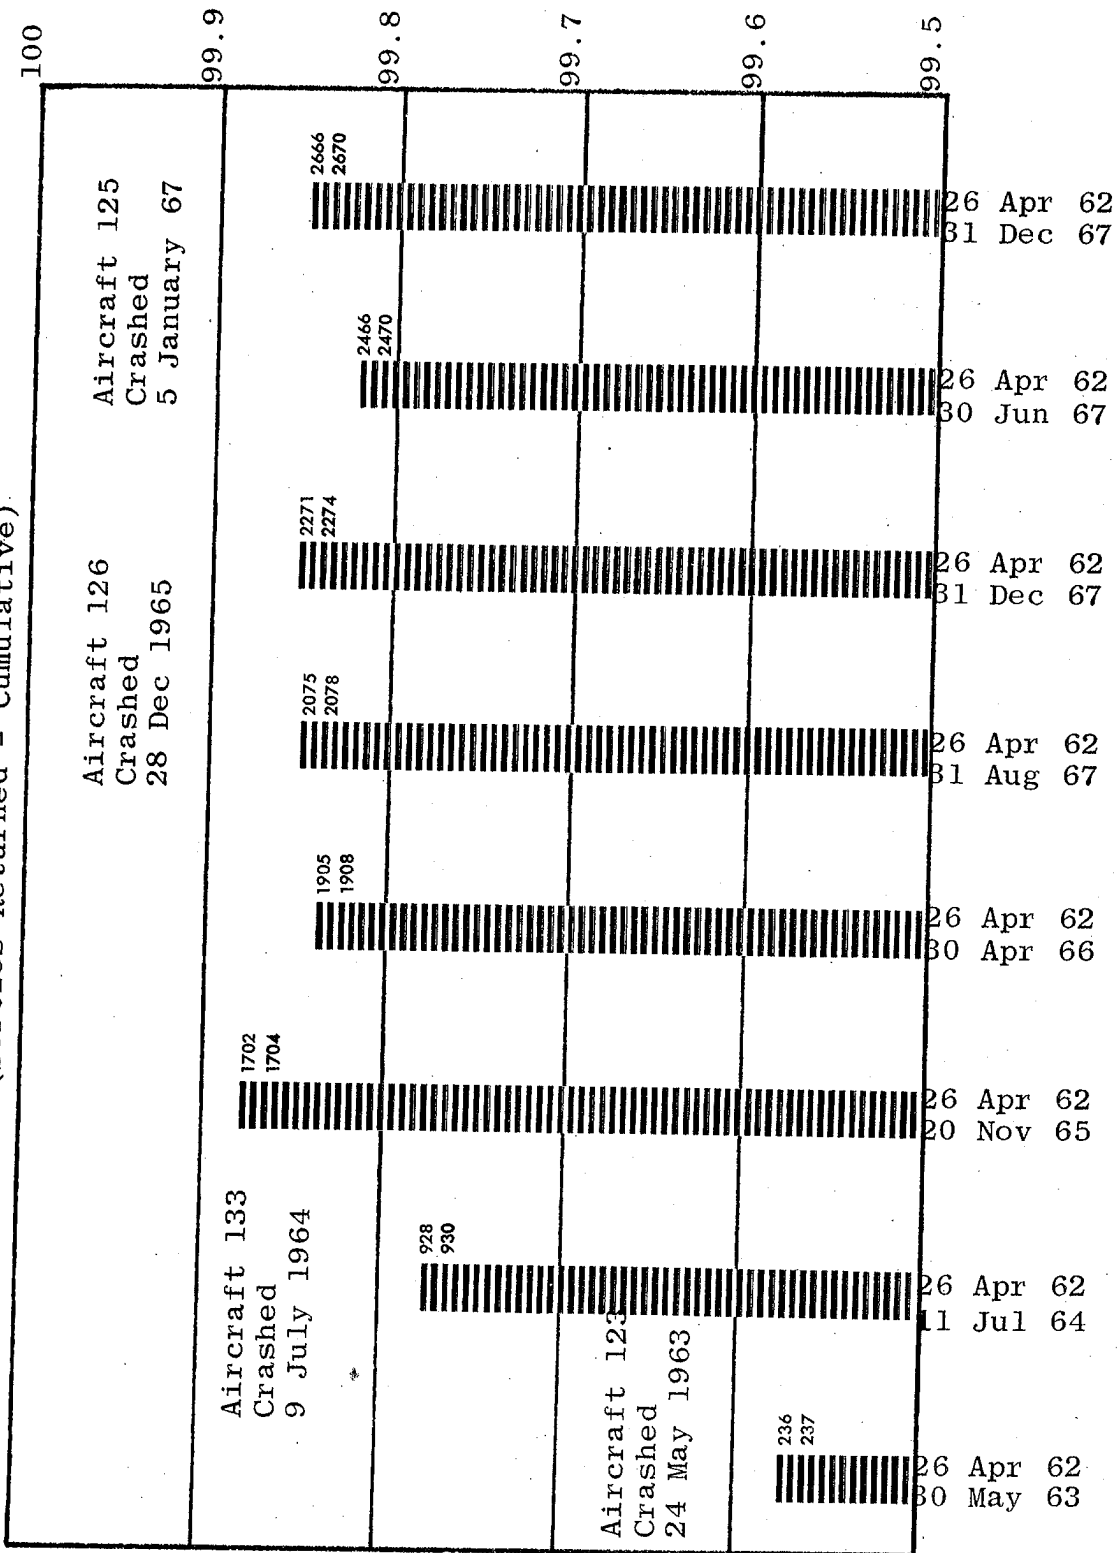 (Sorties Returned - Cumulative)
100
99.9
99.8
99.7
99.6
99.5
Aircraft 123
Crashed
24 May 1963
Aircraft 133
Crashed
9 July 1964
Aircraft 126
Crashed
28 Dec 1965
Aircraft 125
Crashed
5 January 67
236
237
928
930
1702
1704
1905
1908
2075
2078
2271
2274
2466
2470
2666
2670
26 Apr 62
30 May 63
26 Apr 62
11 Jul 64
26 Apr 62
20 Nov 65
26 Apr 62
30 Apr 66
26 Apr 62
31 Aug 67
26 Apr 62
31 Dec 67
26 Apr 62
30 Jun 67
26 Apr 62
31 Dec 67